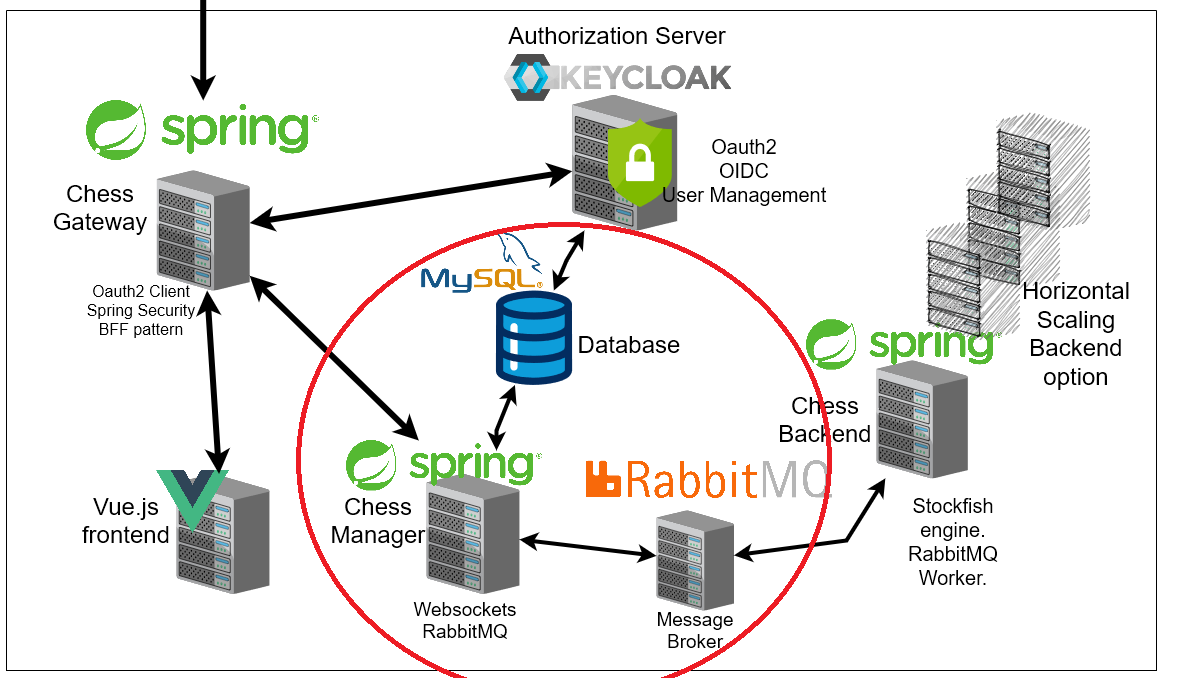 Authorization Server
KEYCLOAK
spring®
Oauth2
OIDC
User Management
Chess
Gateway
Oauth2 Client
Spring Security
BFF pattern
MySQL®
Database
Horizontal
Scaling
Backend
option
spring®
Chess
Backend
spring®
Chess
Manager
RabbitMQ
Vue.js
frontend
Stockfish
engine.
RabbitMQ
Worker.
Websockets
RabbitMQ
Message
Broker